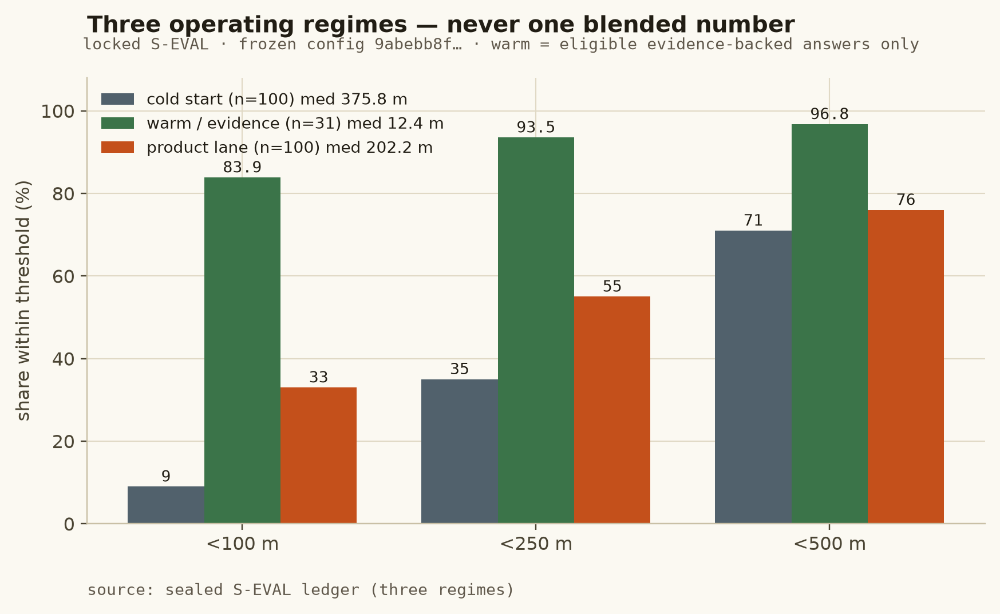 Three operating regimes — never one blended number
locked S-EVAL · frozen config 9abebb8f… · warm = eligible evidence-backed answers only
cold start (n=100) med 375.8 m
warm / evidence (n=31) med 12.4 m
product lane (n=100) med 202.2 m
share within threshold (%)
100
80
60
40
20
0
9
83.9
33
35
93.5
55
71
96.8
76
<100 m
<250 m
<500 m
source: sealed S-EVAL ledger (three regimes)